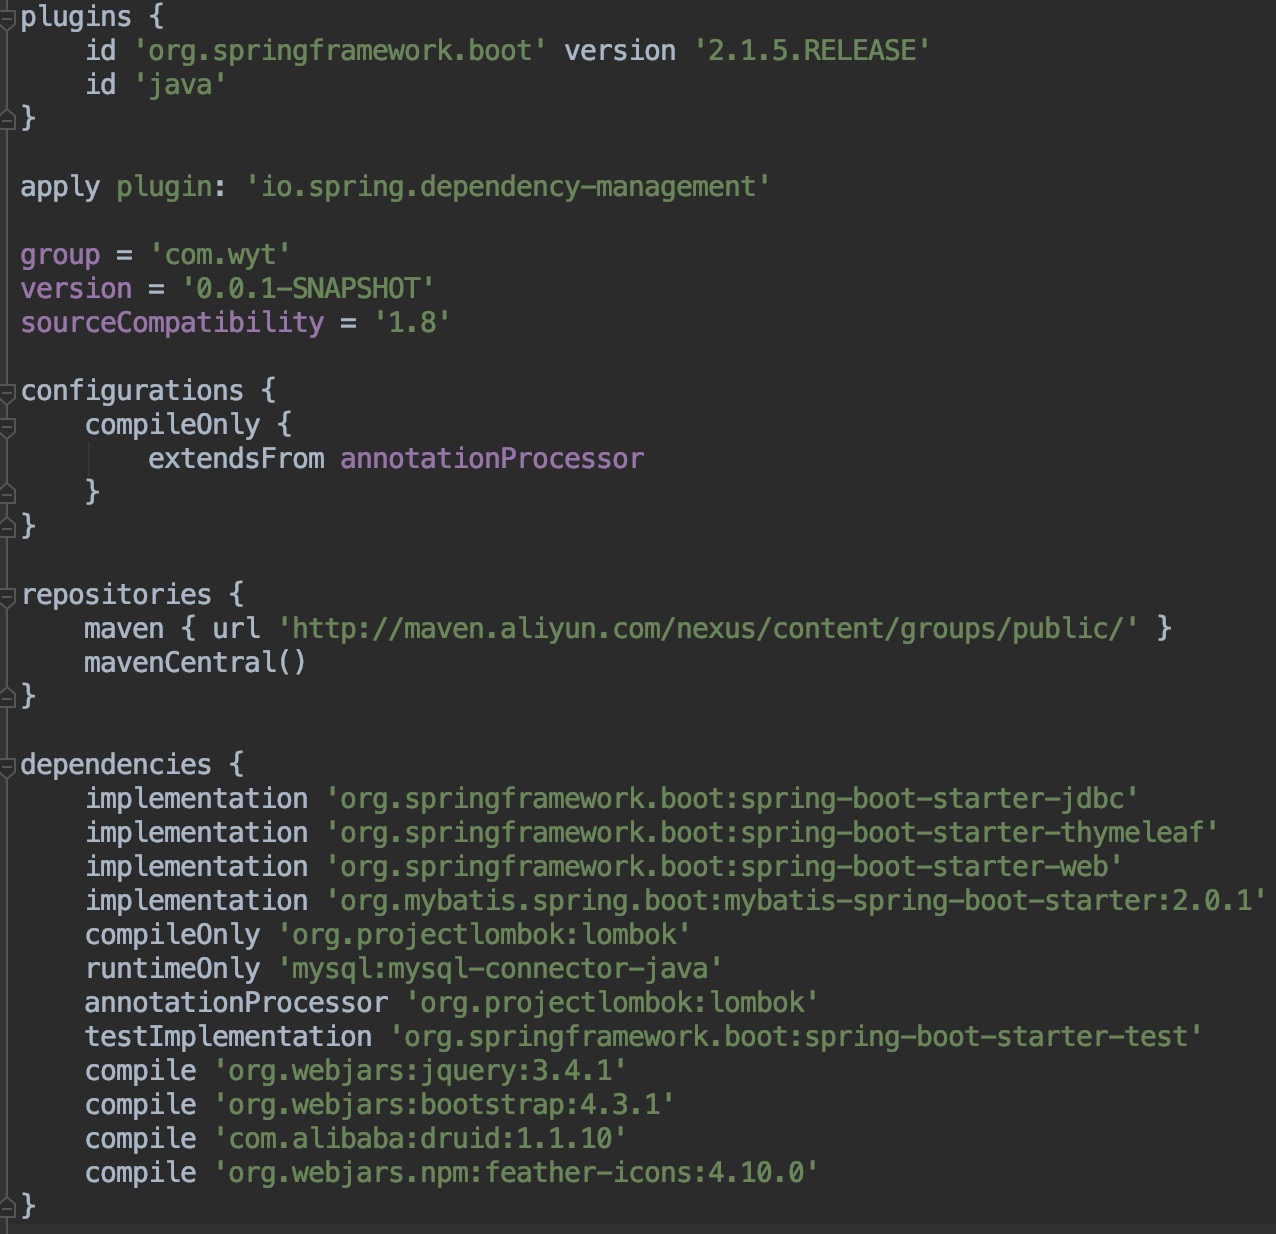 plugins {
    id 'org.springframework.boot' version '2.1.5.RELEASE'
    id 'java'
}

apply plugin: 'io.spring.dependency-management'

group = 'com.wyt'
version = '0.0.1-SNAPSHOT'
sourceCompatibility = '1.8'

configurations {
    compileOnly {
        extendsFrom annotationProcessor
    }
}

repositories {
    maven { url 'http://maven.aliyun.com/nexus/content/groups/public/' }
    mavenCentral()
}

dependencies {
    implementation 'org.springframework.boot:spring-boot-starter-jdbc'
    implementation 'org.springframework.boot:spring-boot-starter-thymeleaf'
    implementation 'org.springframework.boot:spring-boot-starter-web'
    implementation 'org.mybatis.spring.boot:mybatis-spring-boot-starter:2.0.1'
    compileOnly 'org.projectlombok:lombok'
    runtimeOnly 'mysql:mysql-connector-java'
    annotationProcessor 'org.projectlombok:lombok'
    testImplementation 'org.springframework.boot:spring-boot-starter-test'
    compile 'org.webjars:jquery:3.4.1'
    compile 'org.webjars:bootstrap:4.3.1'
    compile 'com.alibaba:druid:1.1.10'
    compile 'org.webjars.npm:feather-icons:4.10.0'
}